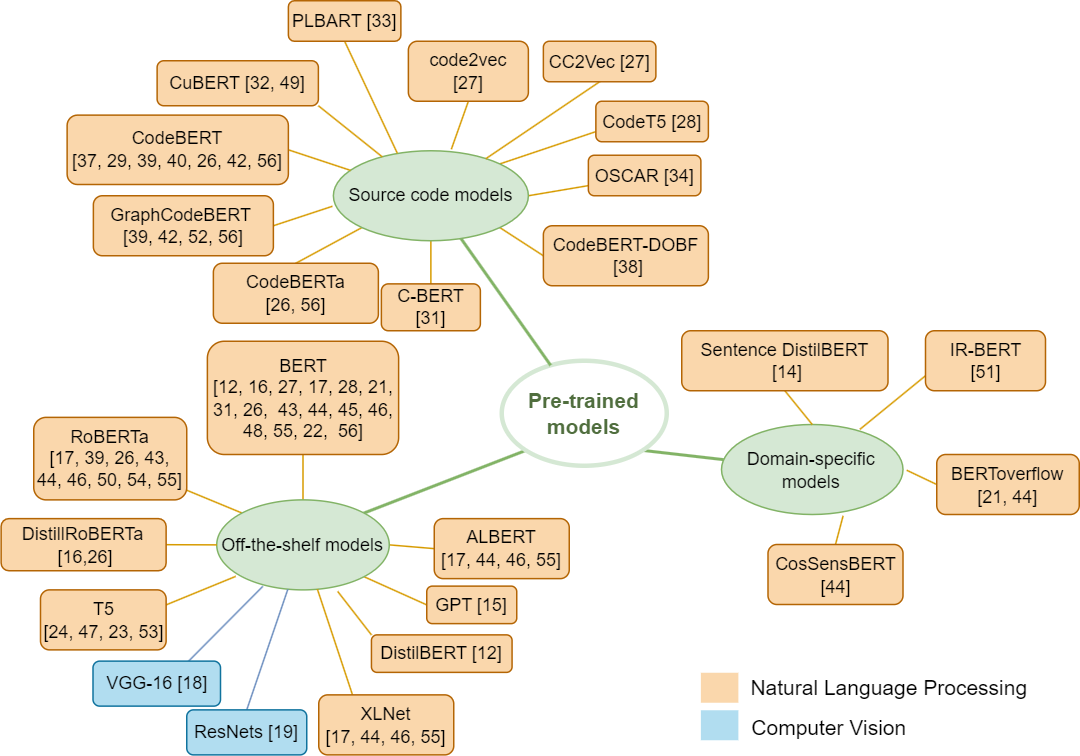 PLBART [33]
code2vec
[27]
CC2Vec [27]
CuBERT [32, 49]
CodeT5 [28]
CodeBERT
[37, 29, 39, 40, 26, 42, 56]
OSCAR [34]
Source code models
GraphCodeBERT
[39, 42, 52, 56]
CodeBERT-DOBF
[38]
CodeBERTa
[26, 56]
C-BERT
[31]
BERT
[12, 16, 27, 17, 28, 21,
31, 26, 43, 44, 45, 46,
48, 55, 22, 56]
Pre-trained
models
Sentence DistilBERT
[14]
IR-BERT
[51]
Domain-specific
models
BERToverflow
[21, 44]
CosSensBERT
[44]
RoBERTa
[17, 39, 26, 43,
44, 46, 50, 54, 55]
DistillRoBERTa
[16,26]
Off-the-shelf models
ALBERT
[17, 44, 46, 55]
T5
[24, 47, 23, 53]
GPT [15]
DistilBERT [12]
VGG-16 [18]
ResNets [19]
XLNet
[17, 44, 46, 55]
Natural Language Processing
Computer Vision